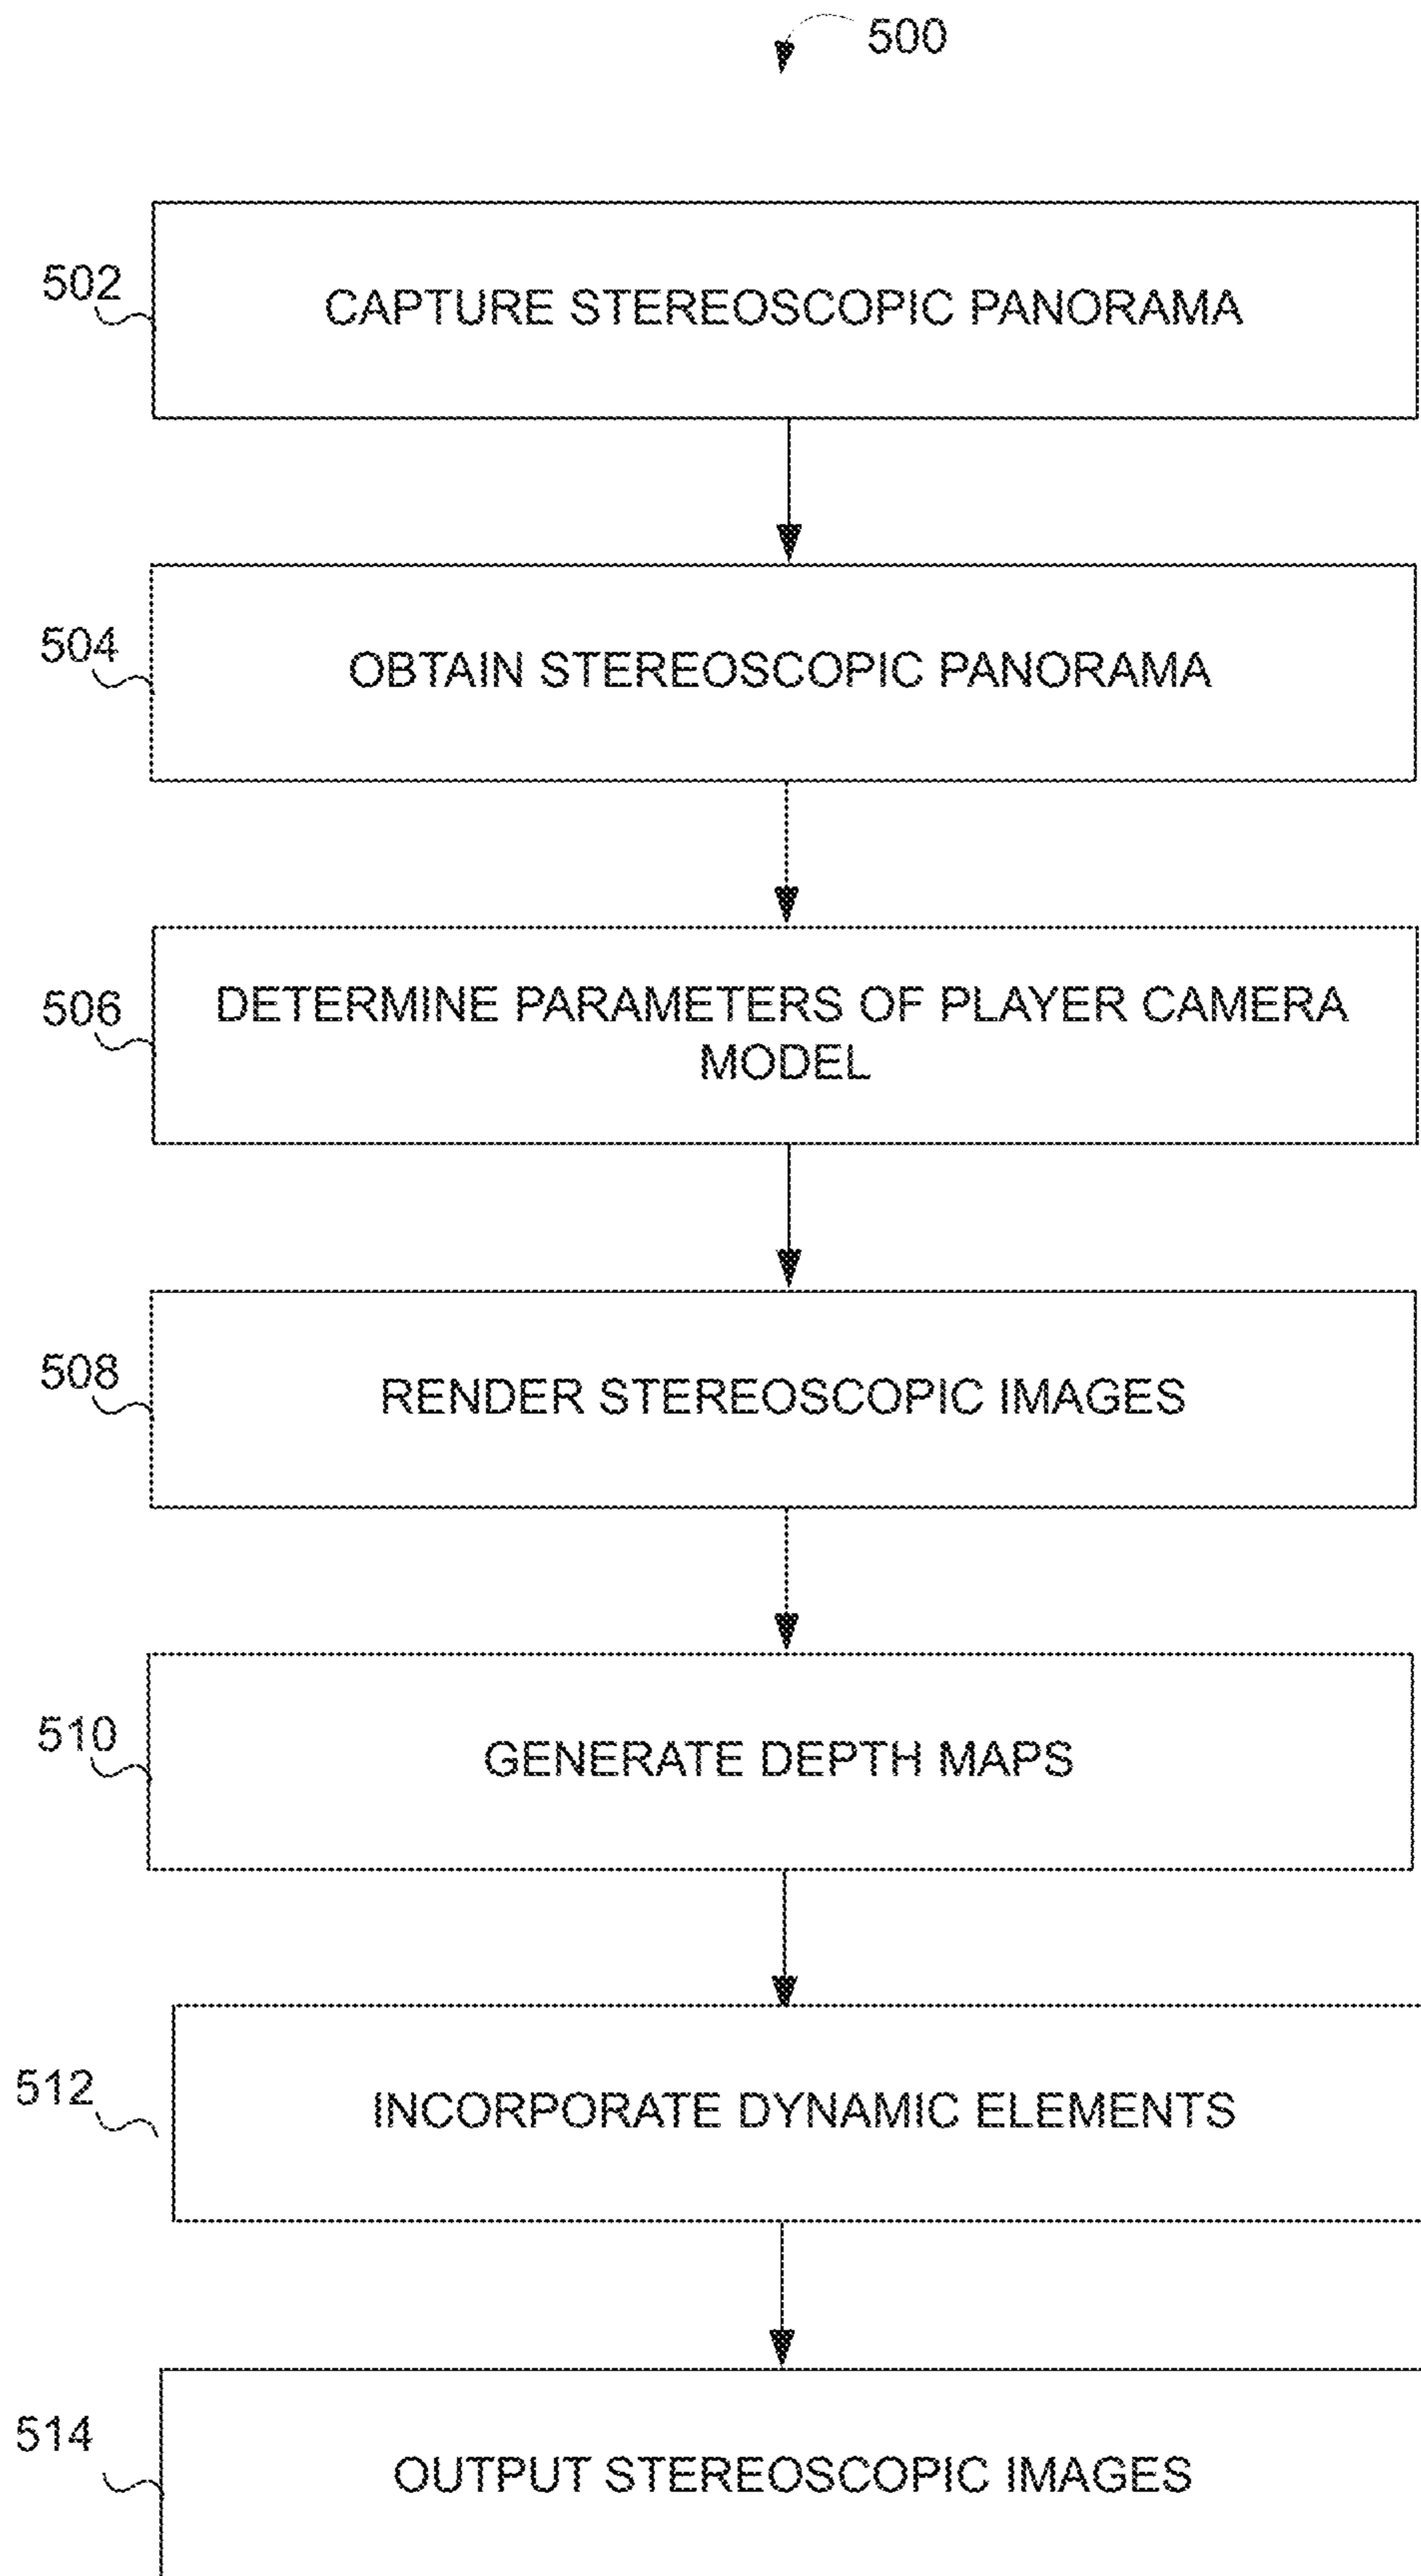 500
502
CAPTURE STEREOSCOPIC PANORAMA
504
OBTAIN STEREOSCOPIC PANORAMA
506
DETERMINE PARAMETERS OF PLAYER CAMERA
MODEL
508
RENDER STEREOSCOPIC IMAGES
510
GENERATE DEPTH MAPS
512
INCORPORATE DYNAMIC ELEMENTS
514
OUTPUT STEREOSCOPIC IMAGES